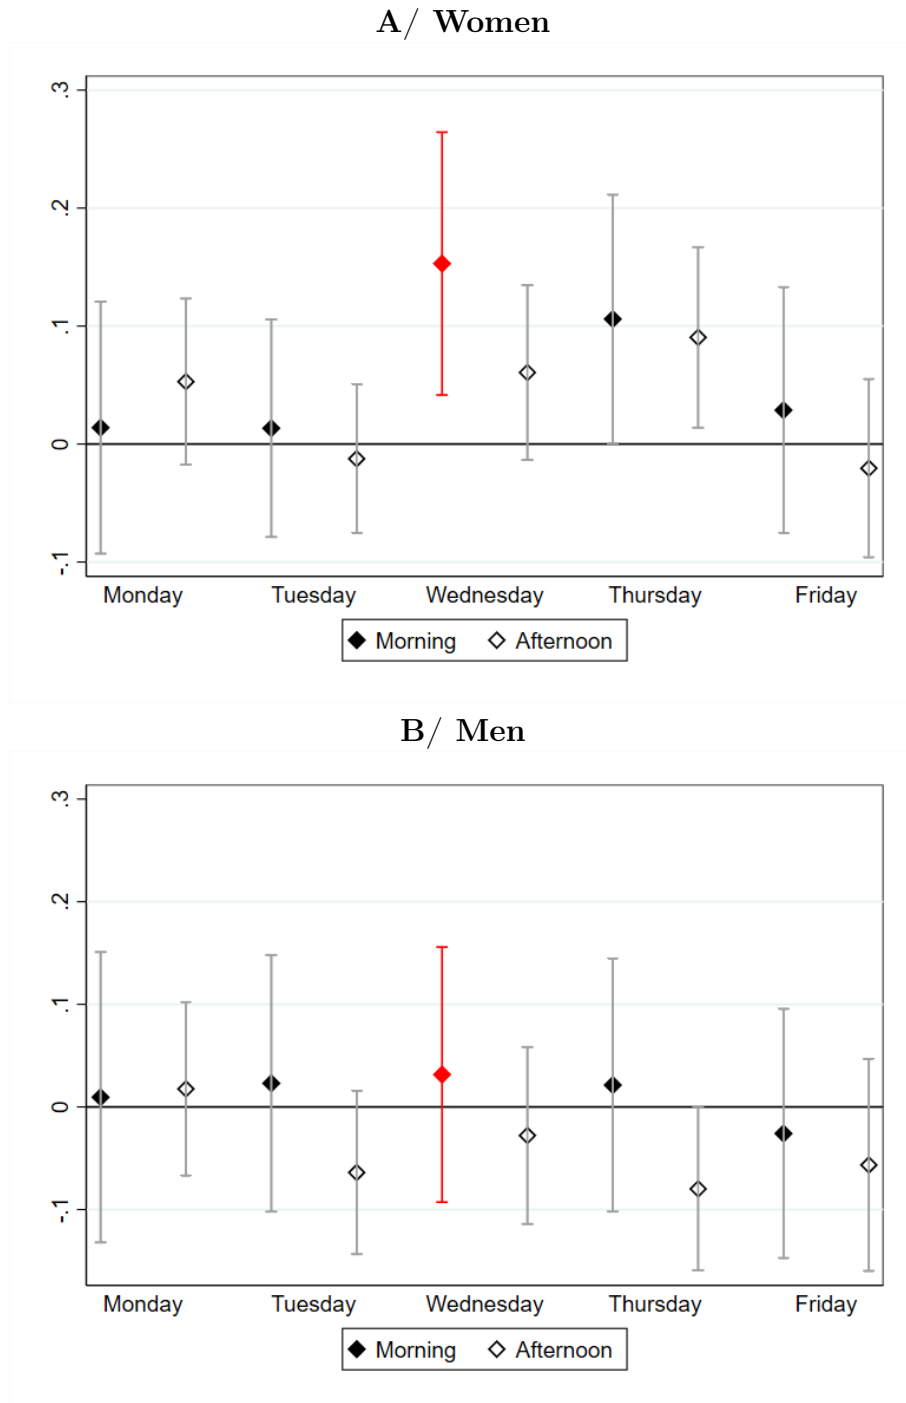 A/ Women
.3
.2
.1
0
-.1
Monday Tuesday Wednesday Thursday Friday
Morning Afternoon
B/ Men
.3
.2
.1
0
-.1
Monday Tuesday Wednesday Thursday Friday
Morning Afternoon